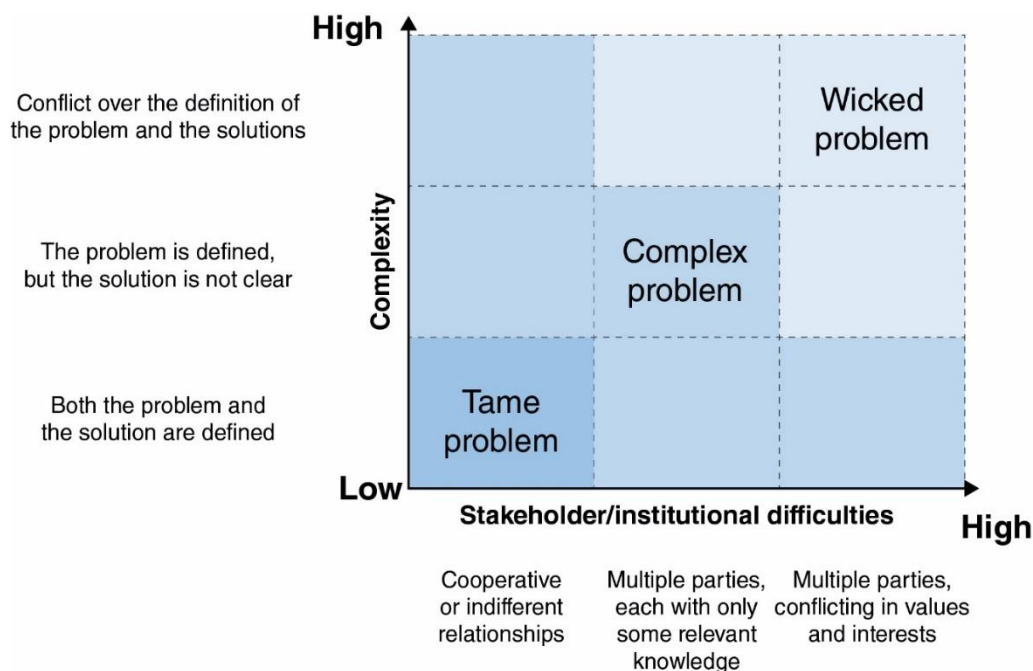 High
Conflict over the definition of
the problem and the solutions
Wicked
problem
The problem is defined,
but the solution is not clear
Complexity
Complex
problem
Both the problem and
the solution are defined
Tame
problem
Low
Stakeholder/institutional difficulties
High
Cooperative
or indifferent
relationships
Multiple parties,
each with only
some relevant
knowledge
Multiple parties,
conflicting in values
and interests